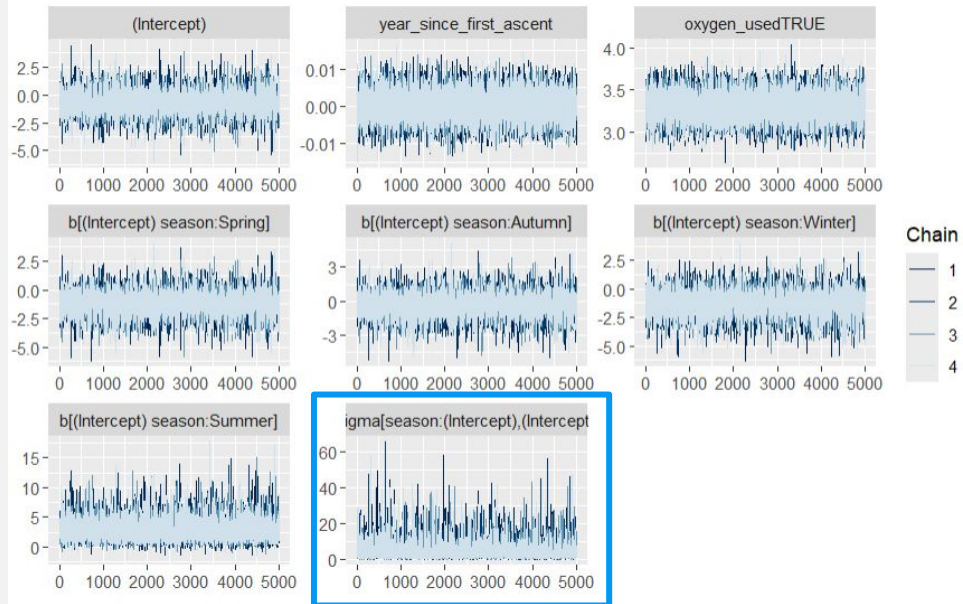 (Intercept)
year_since_first_ascent
oxygen_usedTRUE
2.5
0.0
-2.5
-5.0
0 1000 2000 3000 4000 5000
0.01
0.00
-0.01
0 1000 2000 3000 4000 5000
4.0
3.5
3.0
0 1000 2000 3000 4000 5000
b[(Intercept) season:Spring]
b[(Intercept) season:Autumn]
b[(Intercept) season:Winter]
2.5
0.0
-2.5
-5.0
0 1000 2000 3000 4000 5000
3
0
-3
0 1000 2000 3000 4000 5000
2.5
0.0
-2.5
-5.0
0 1000 2000 3000 4000 5000
Chain
1
2
3
4
b[(Intercept) season:Summer]
igma[season:(Intercept),(Intercept
15
10
5
0
0 1000 2000 3000 4000 5000
60
40
20
0
0 1000 2000 3000 4000 5000